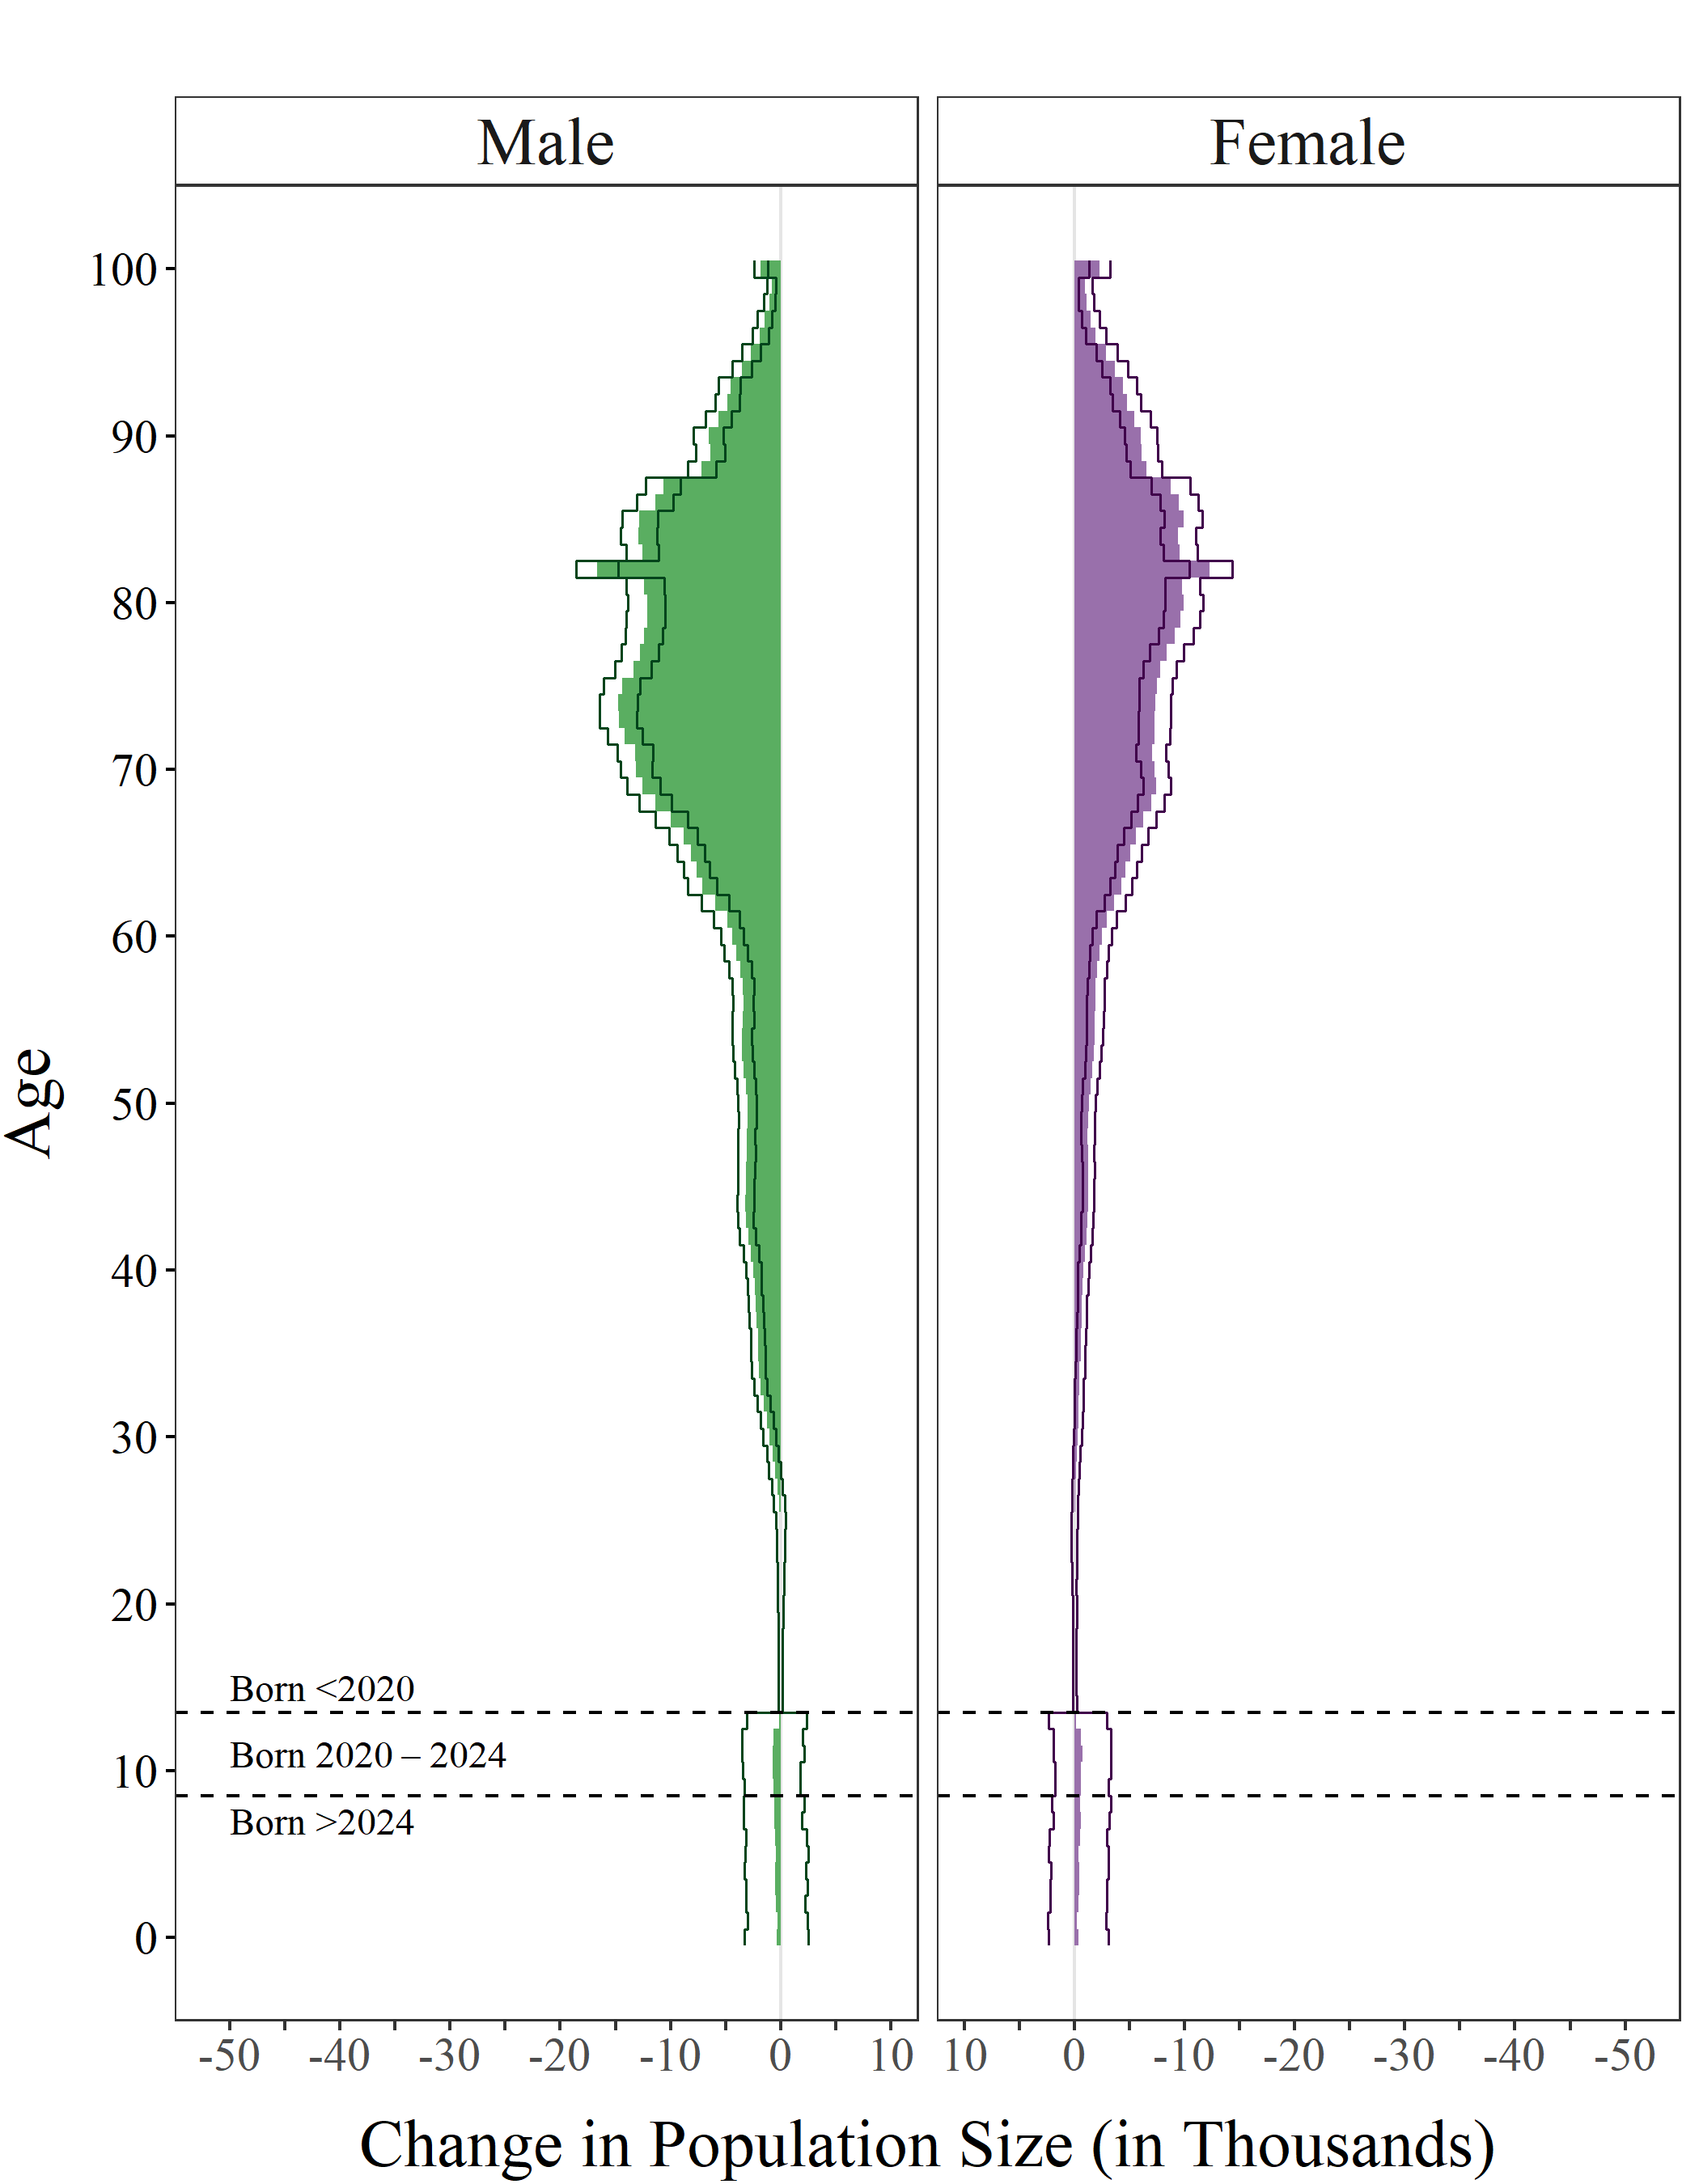 Male
Female
Age
100
90
80
70
60
50
40
30
20
10
0
Born <2020
Born 2020 – 2024
Born >2024
-50 -40 -30 -20 -10 0 10
10 0 -10 -20 -30 -40 -50
Change in Population Size (in Thousands)